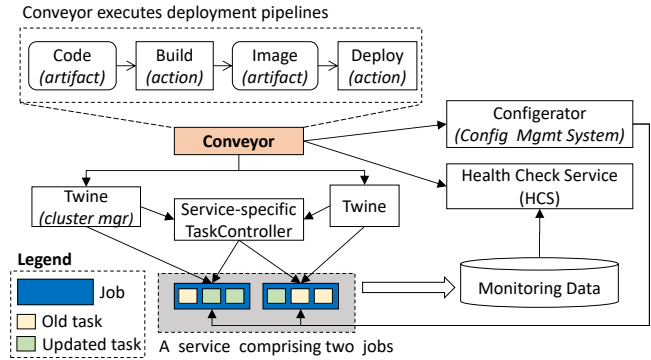 Conveyor executes deployment pipelines
Code
(artifact)
Build
(action)
Image
(artifact)
Deploy
(action)
Conveyor
Configerator
(Config Mgmt System)
Health Check Service
(HCS)
Twine
(cluster mgr)
Service-specific
TaskController
Twine
Monitoring Data
Legend
Job
Old task
Updated task
A service comprising two jobs